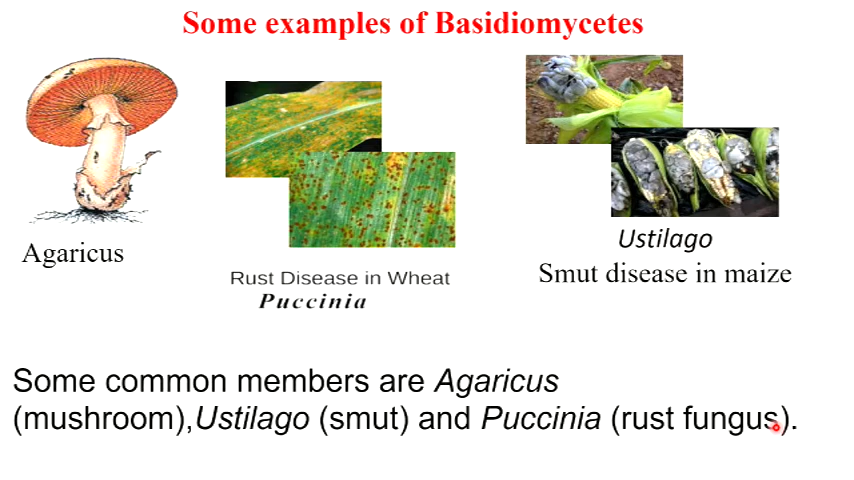 Some examples of Basidiomycetes
Agaricus
Rust Disease in Wheat
Puccinia
Ustilago
Smut disease in maize
Some common members are Agaricus
(mushroom),Ustilago (smut) and Puccinia (rust fungus).